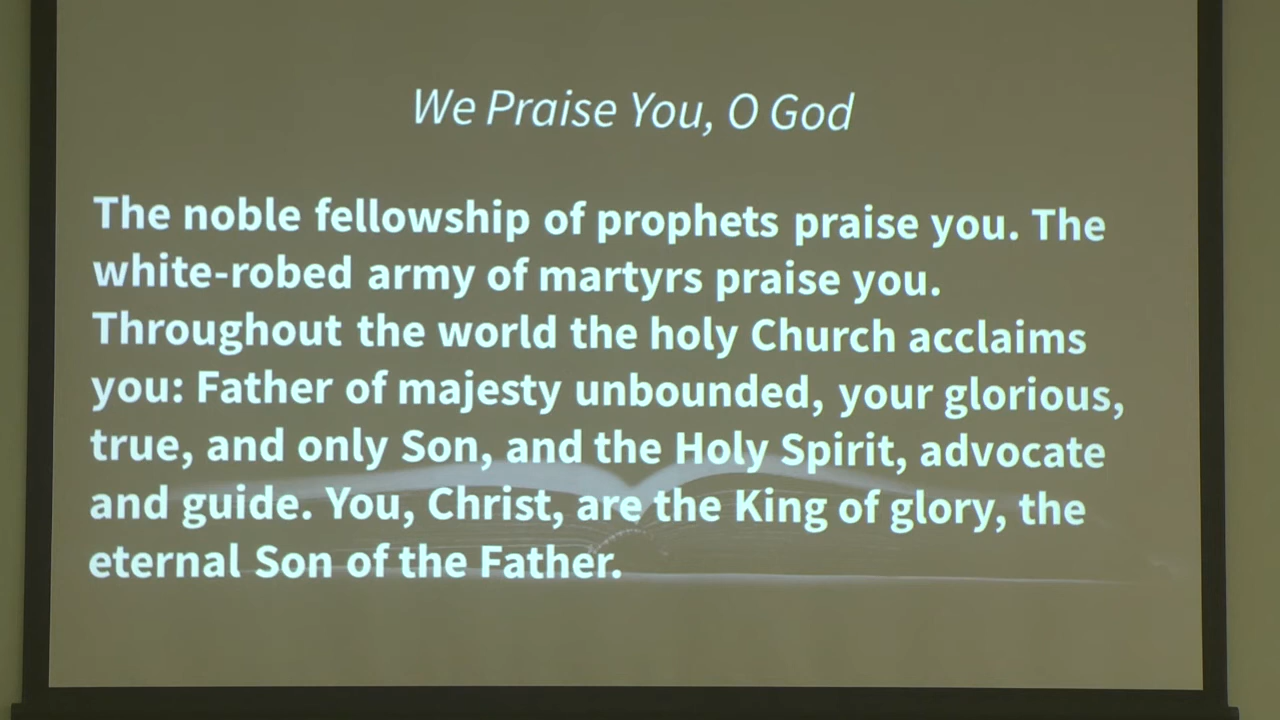 We Praise You, O God
The noble fellowship of prophets praise you. The
white-robed army of martyrs praise you.
Throughout the world the holy Church acclaims
you: Father of majesty unbounded, your glorious,
true, and only Son, and the Holy Spirit, advocate
and guide. You, Christ, are the King of glory, the
eternal Son of the Father.